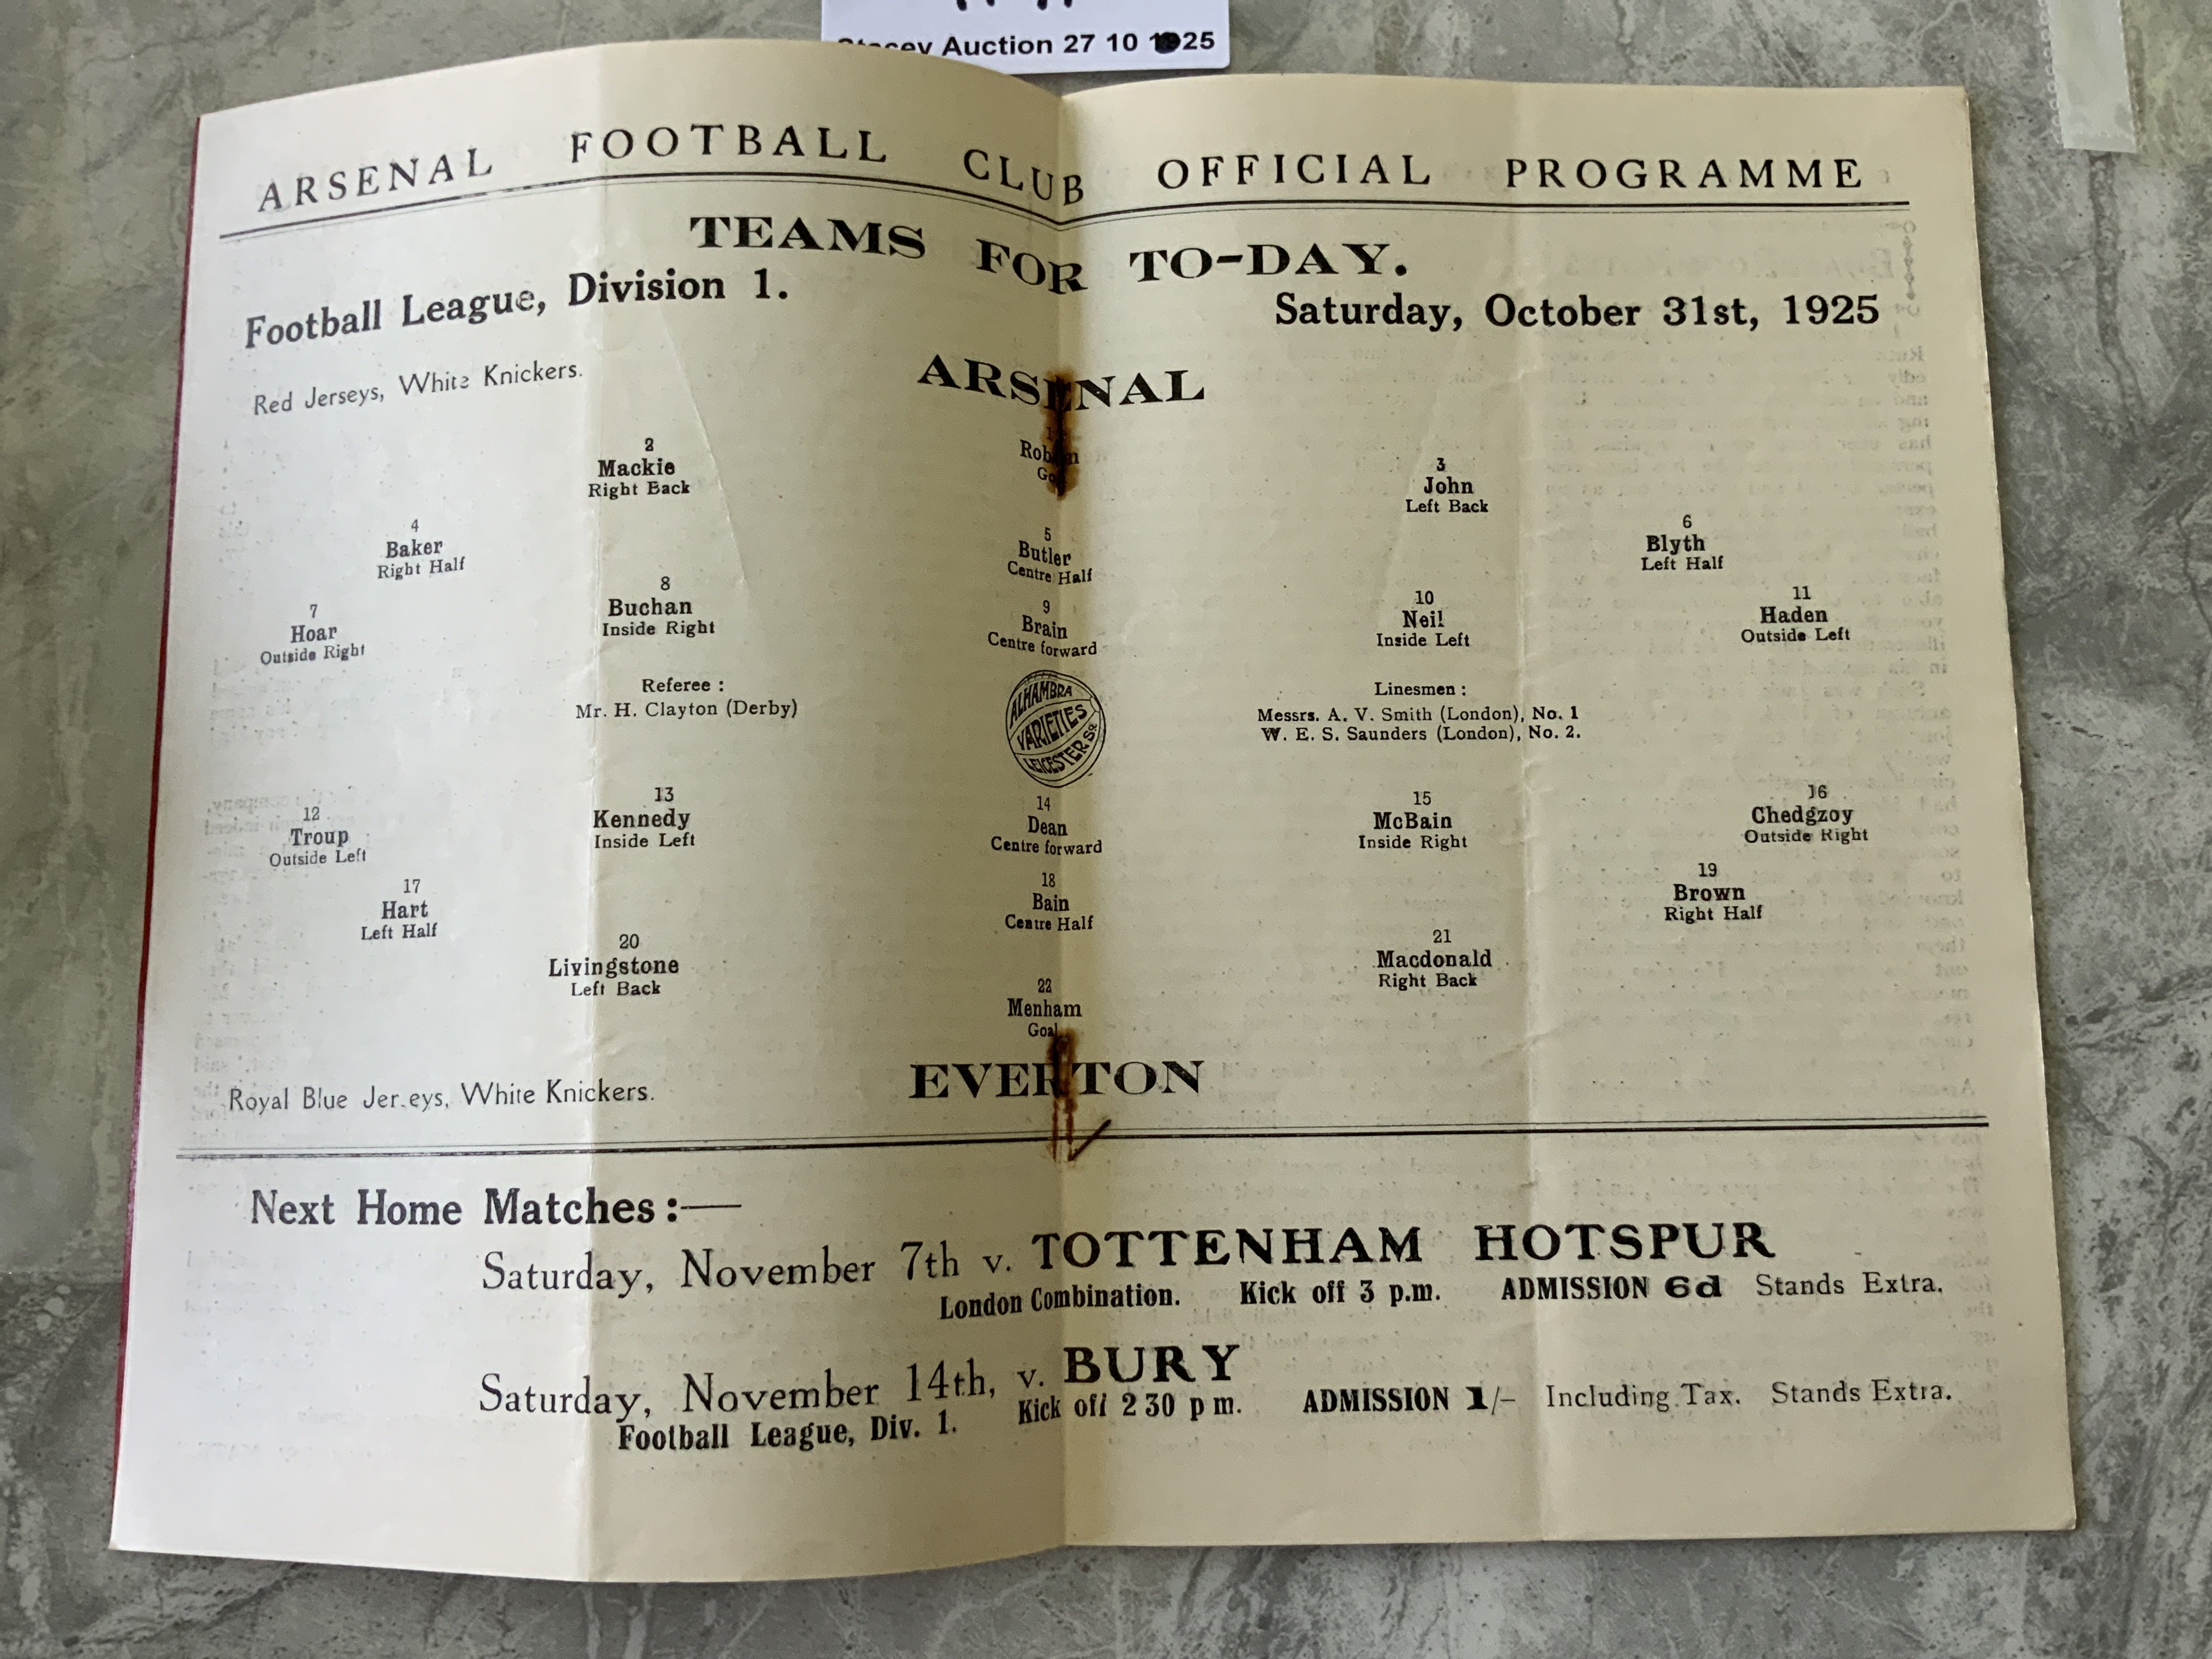 Auction 27 10 1925
ARSENAL FOOTBALL CLUB OFFICIAL PROGRAMME
TEAMS FOR TO-DAY.
Football League, Division 1.
Saturday, October 31st, 1925
Red Jerseys, White Knickers.
ARSENAL
2
Mackie
Right Back
3
John
Left Back
4
Baker
Right Half
5
Butler
Centre Half
6
Blyth
Left Half
7
Hoar
Outside Right
8
Buchan
Inside Right
9
Brain
Centre forward
10
Neil
Inside Left
11
Haden
Outside Left
Referee :
Mr. H. Clayton (Derby)
ALHAMBRA
VARIETIES
LEICESTER SQ.
Linesmen :
Messrs. A. V. Smith (London), No. 1
W. E. S. Saunders (London), No. 2.
12
Troup
Outside Left
13
Kennedy
Inside Left
14
Dean
Centre forward
15
McBain
Inside Right
16
Chedgzoy
Outside Right
17
Hart
Left Half
18
Bain
Centre Half
19
Brown
Right Half
20
Livingstone
Left Back
21
Macdonald
Right Back
22
Menham
Goal
Royal Blue Jer.eys, White Knickers.
EVERTON
Next Home Matches :—
Saturday, November 7th v. TOTTENHAM HOTSPUR
London Combination. Kick off 3 p.m. ADMISSION 6d Stands Extra.
Saturday, November 14th, v. BURY
Football League, Div. 1. Kick off 2 30 p m. ADMISSION 1/- Including Tax. Stands Extra.